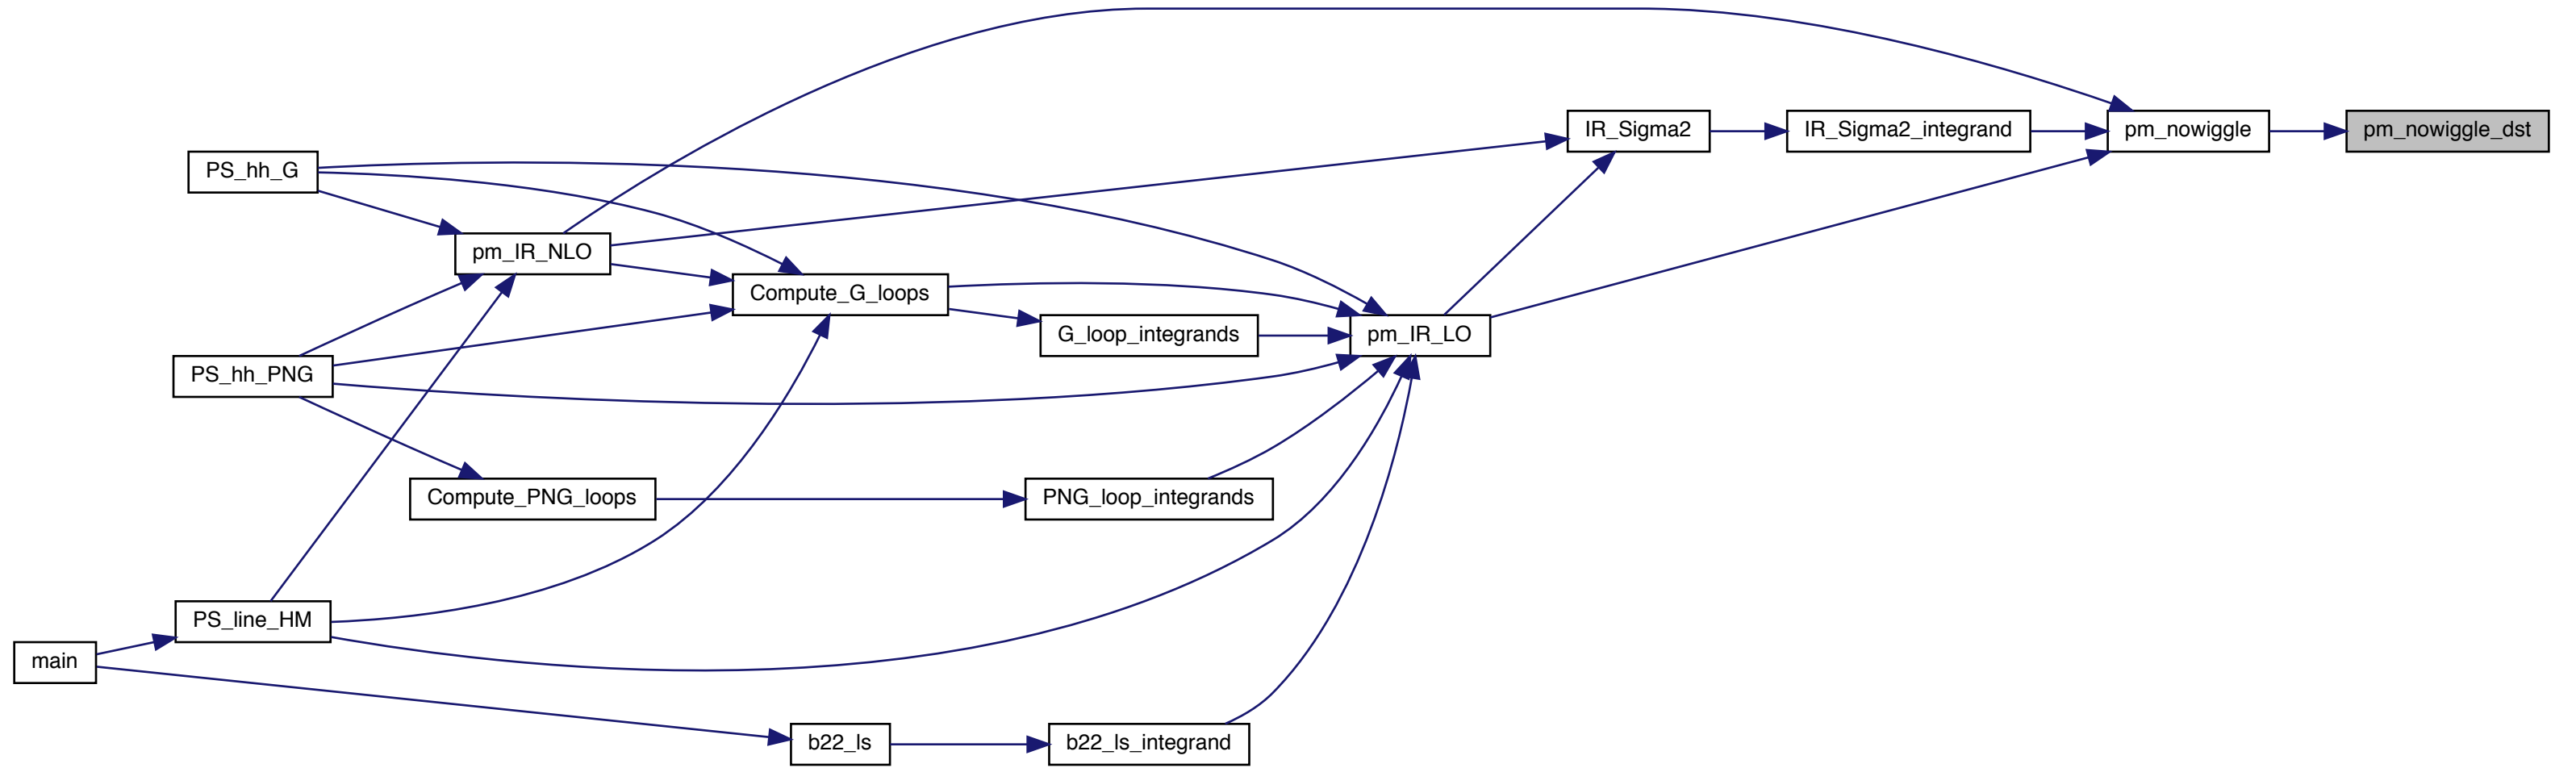 IR_Sigma2
IR_Sigma2_integrand
pm_nowiggle
pm_nowiggle_dst
PS_hh_G
pm_IR_NLO
Compute_G_loops
G_loop_integrands
pm_IR_LO
PS_hh_PNG
Compute_PNG_loops
PNG_loop_integrands
PS_line_HM
main
b22_ls
b22_ls_integrand